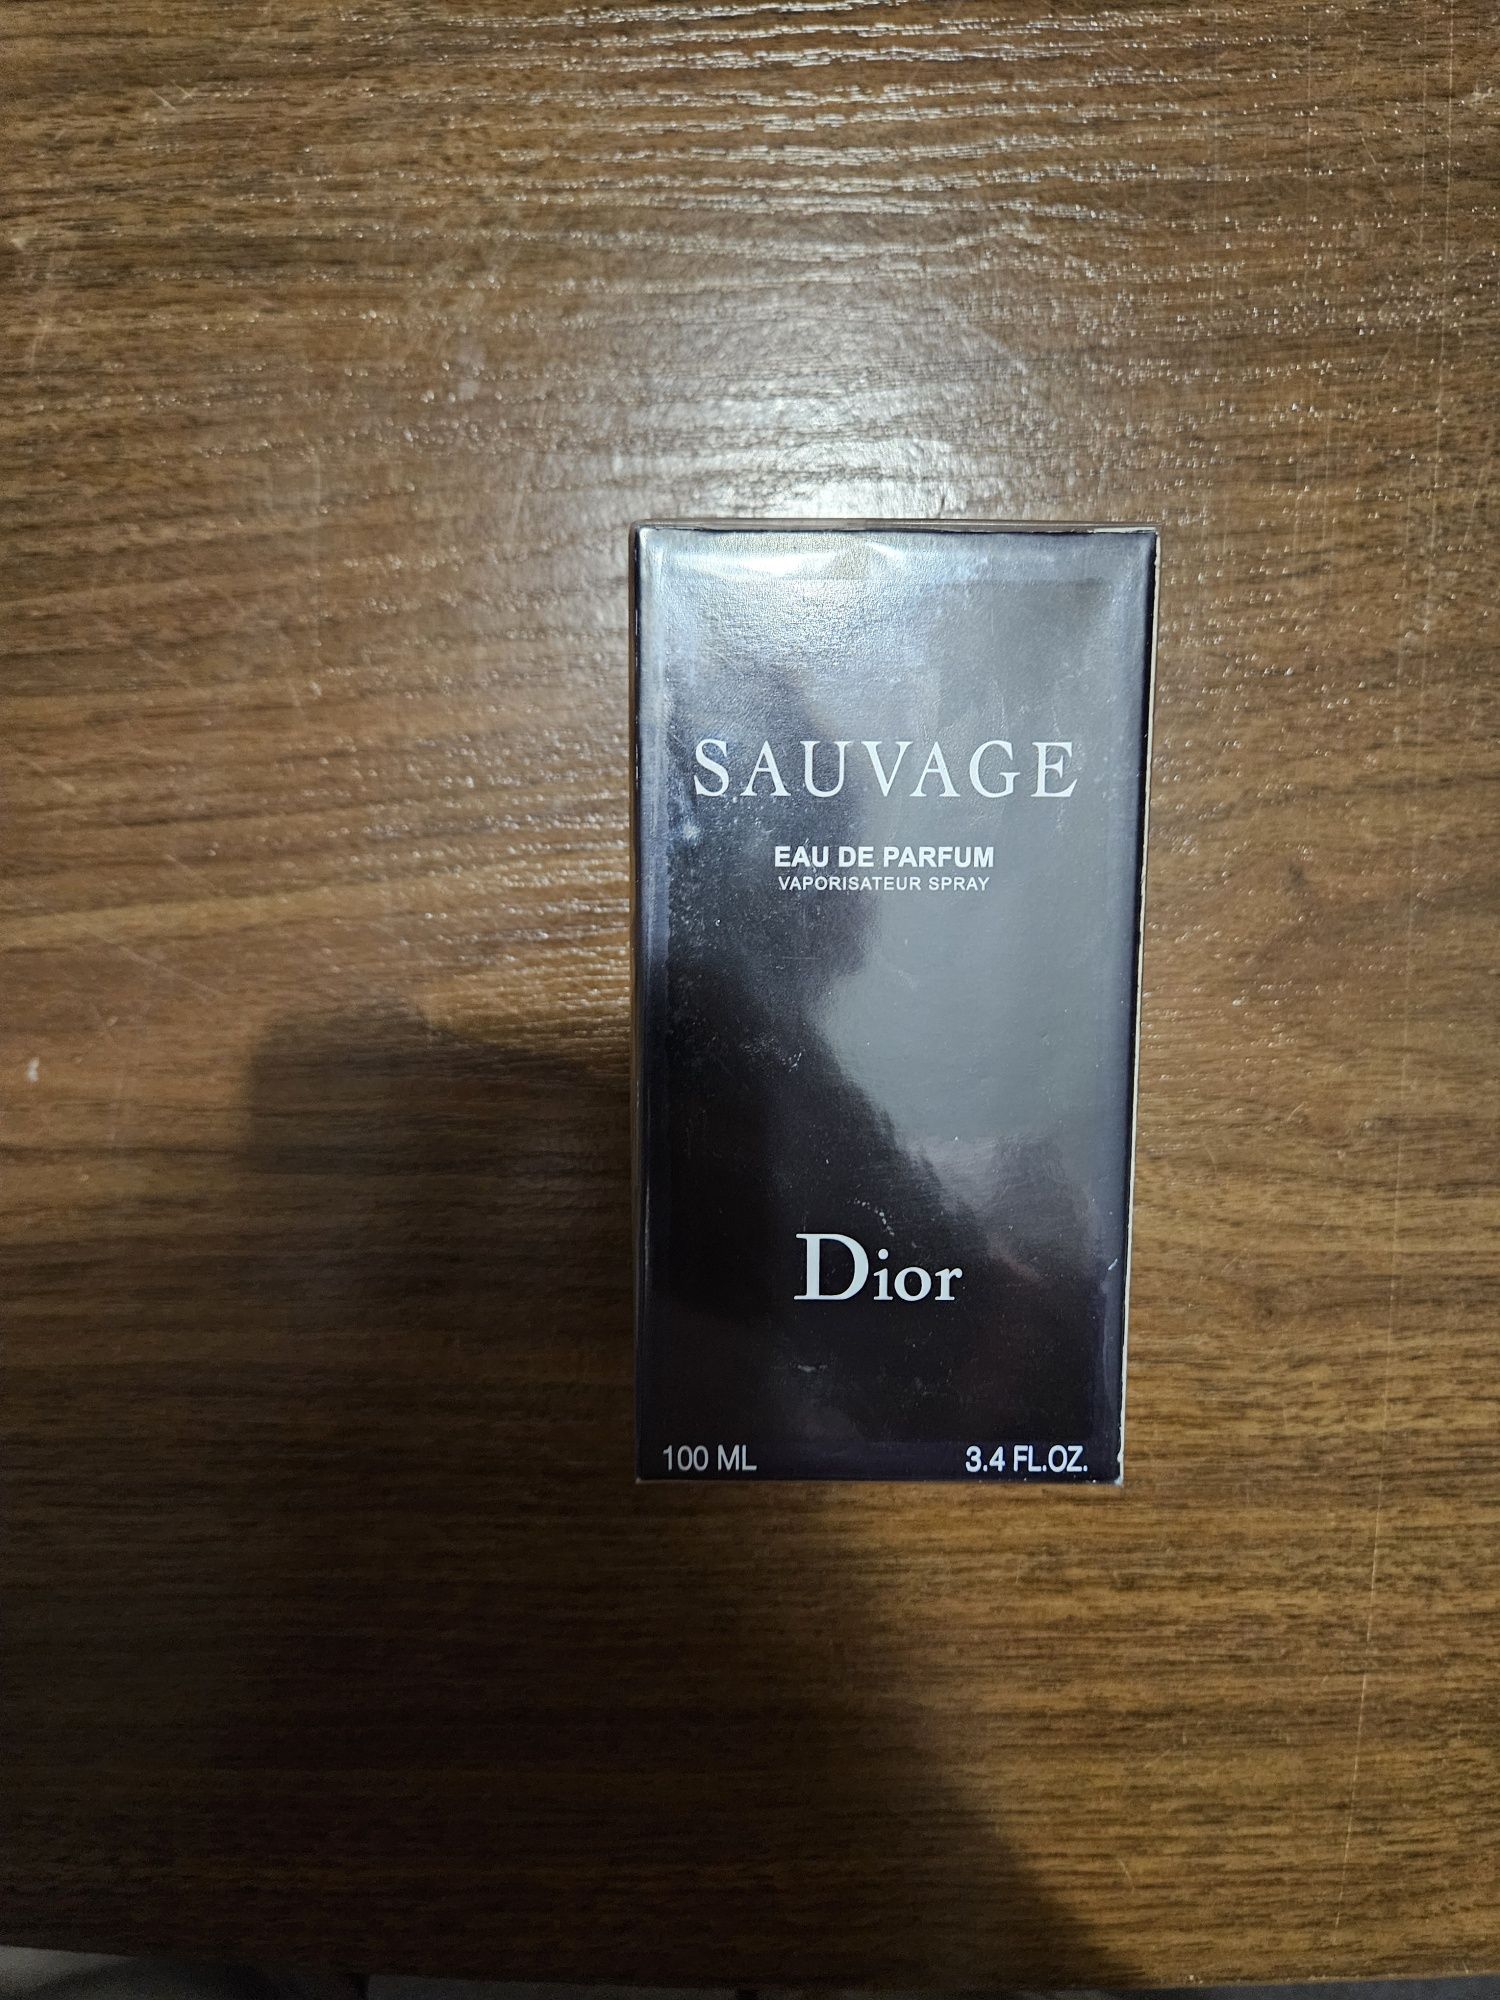 SAUVAGE
EAU DE PARFUM
VAPORISATEUR SPRAY
Dior
100 ML 3.4 FL.OZ.